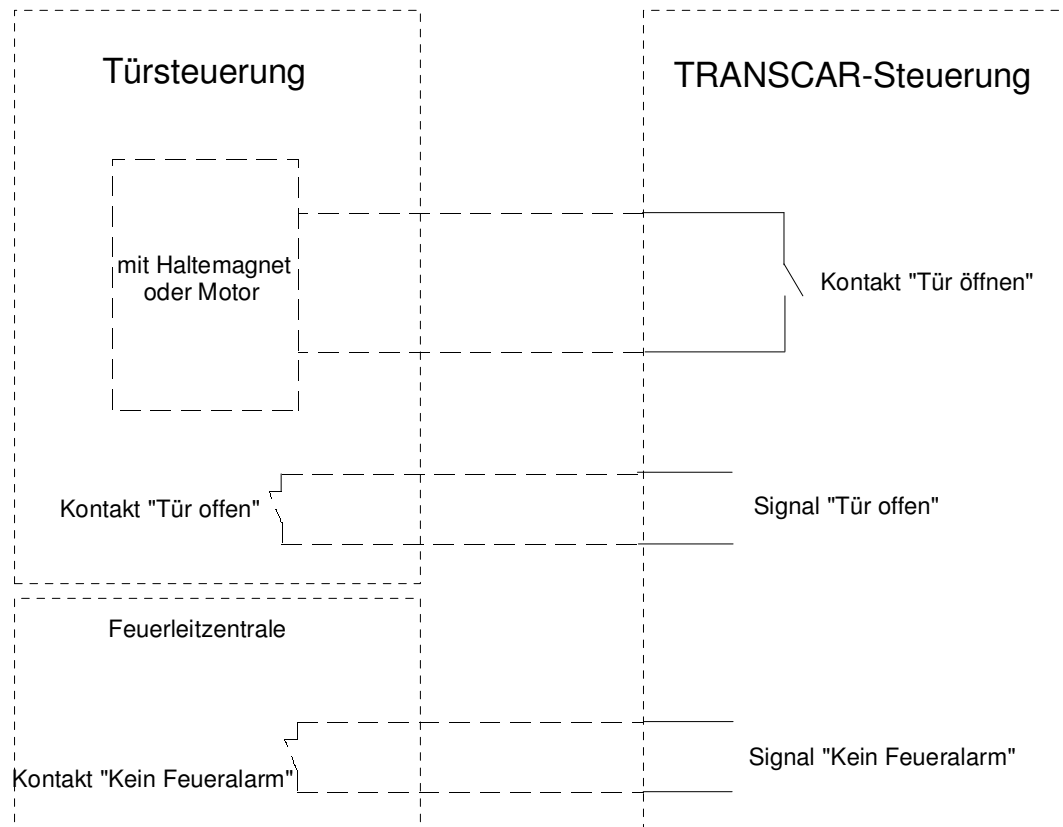 Türsteuerung
TRANSCAR-Steuerung
mit Haltemagnet
oder Motor
Kontakt "Tür öffnen"
Kontakt "Tür offen"
Signal "Tür offen"
Feuerleitzentrale
Kontakt "Kein Feueralarm"
Signal "Kein Feueralarm"